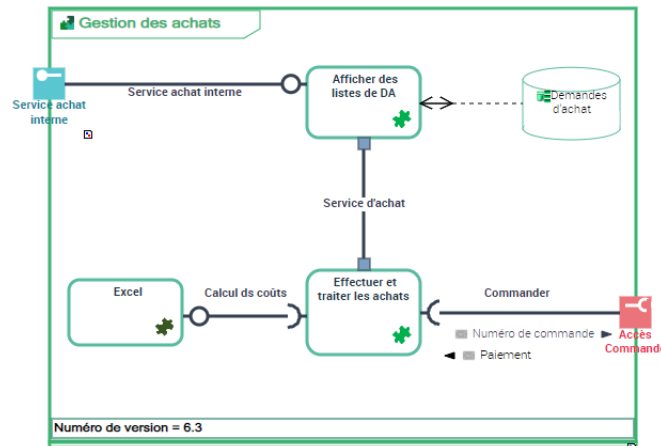 Gestion des achats
Service achat
interne
Service achat interne
Afficher des
listes de DA
Demandes
d'achat
Service d'achat
Excel
Calcul ds coûts
Effectuer et
traiter les achats
Commander
Numéro de commande
Paiement
Accès
Commande
Numéro de version = 6.3